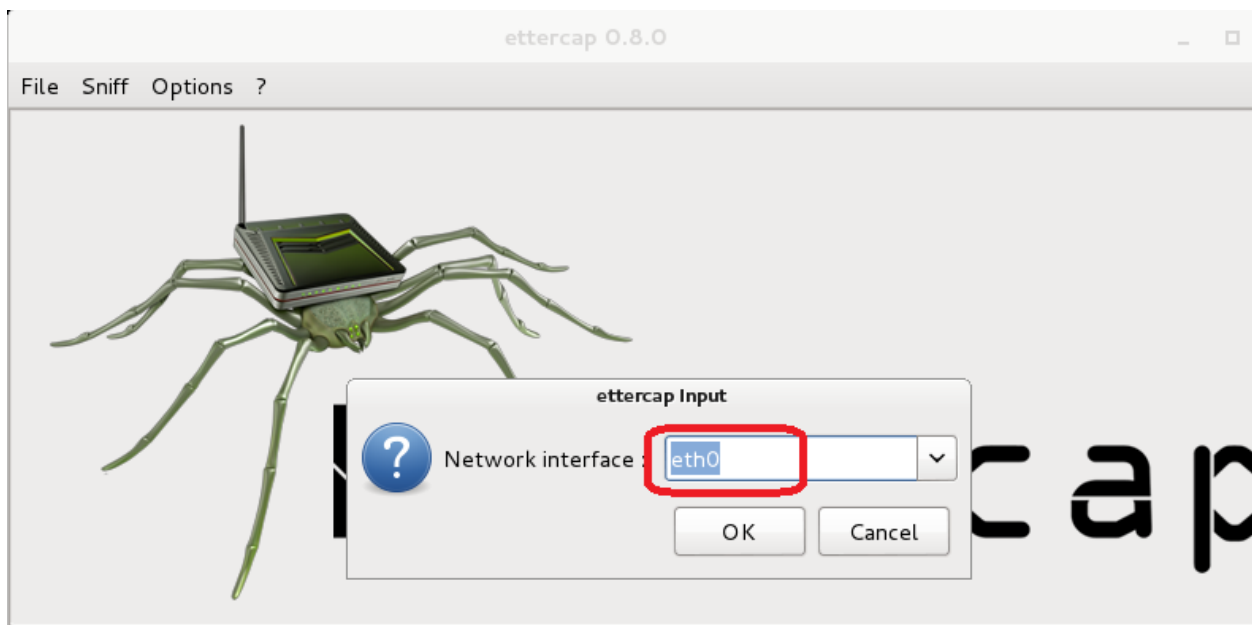 ettercap 0.8.0
File Sniff Options ?
ettercap Input
Network interface : eth0
OK Cancel
cap